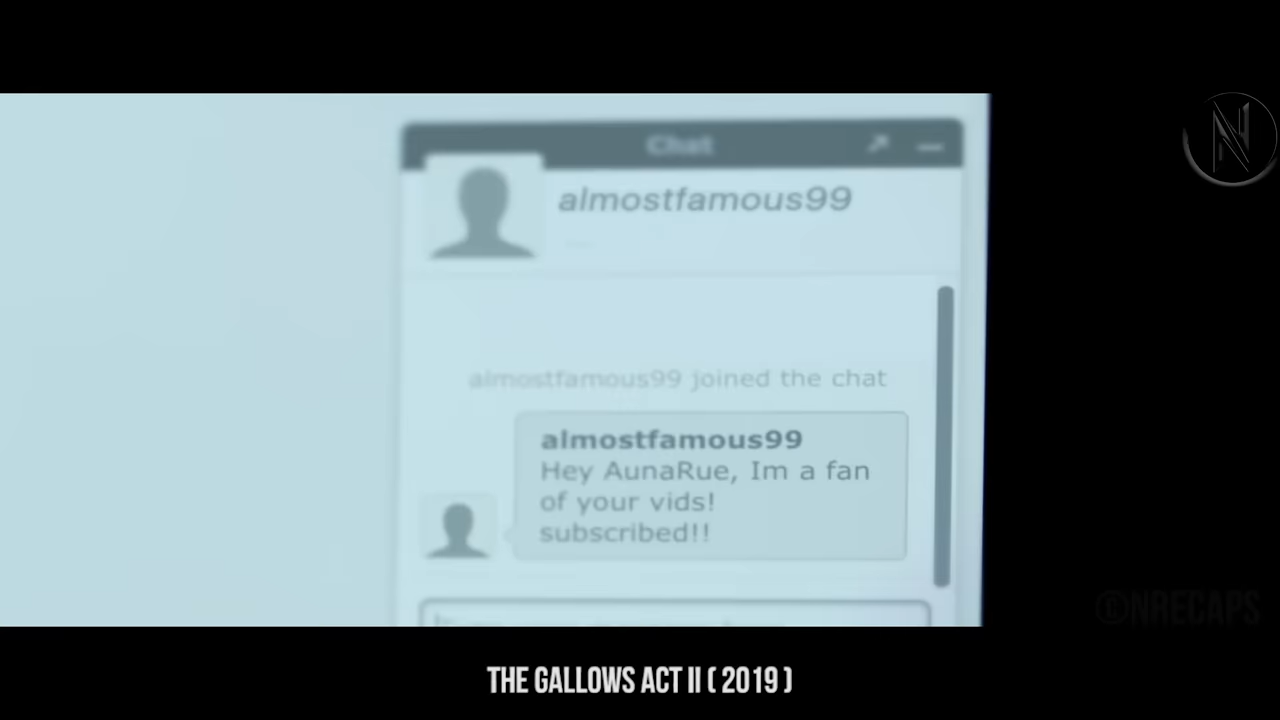 Chat
almostfamous99
almostfamous99 joined the chat
almostfamous99
Hey AunaRue, Im a fan
of your vids!
subscribed!!
©NRECAPS
THE GALLOWS ACT II ( 2019 )